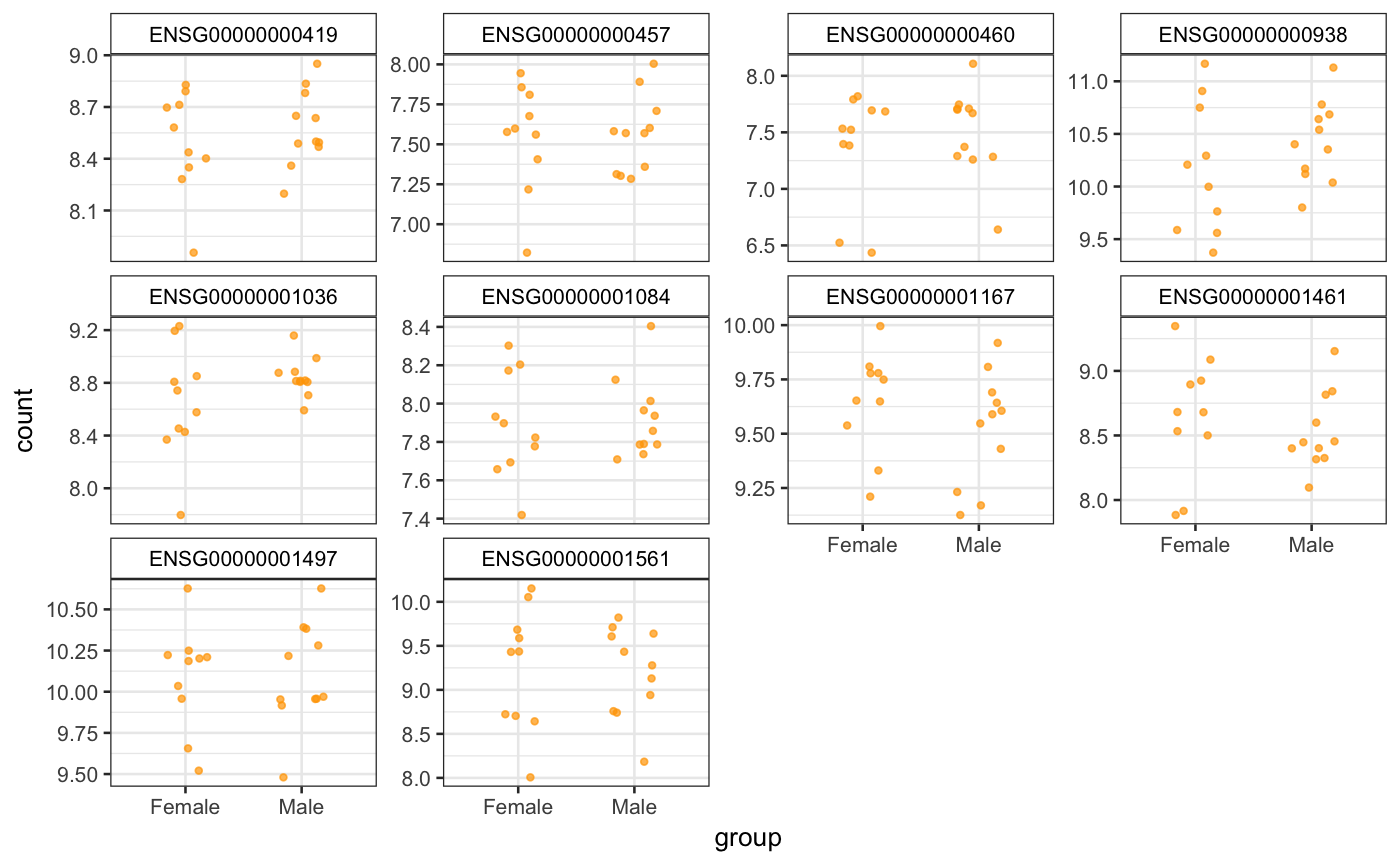 ENSG00000000419 ENSG00000000457 ENSG00000000460 ENSG00000000938
9.0 8.7 8.4 8.1
8.00 7.75 7.50 7.25 7.00
8.0 7.5 7.0 6.5
11.0 10.5 10.0 9.5
ENSG00000001036 ENSG00000001084 ENSG00000001167 ENSG00000001461
9.2 8.8 8.4 8.0
8.4 8.2 8.0 7.8 7.6 7.4
10.00 9.75 9.50 9.25
9.0 8.5 8.0
Female Male Female Male
ENSG00000001497 ENSG00000001561
10.50 10.25 10.00 9.75 9.50
10.0 9.5 9.0 8.5 8.0
Female Male Female Male
count
group